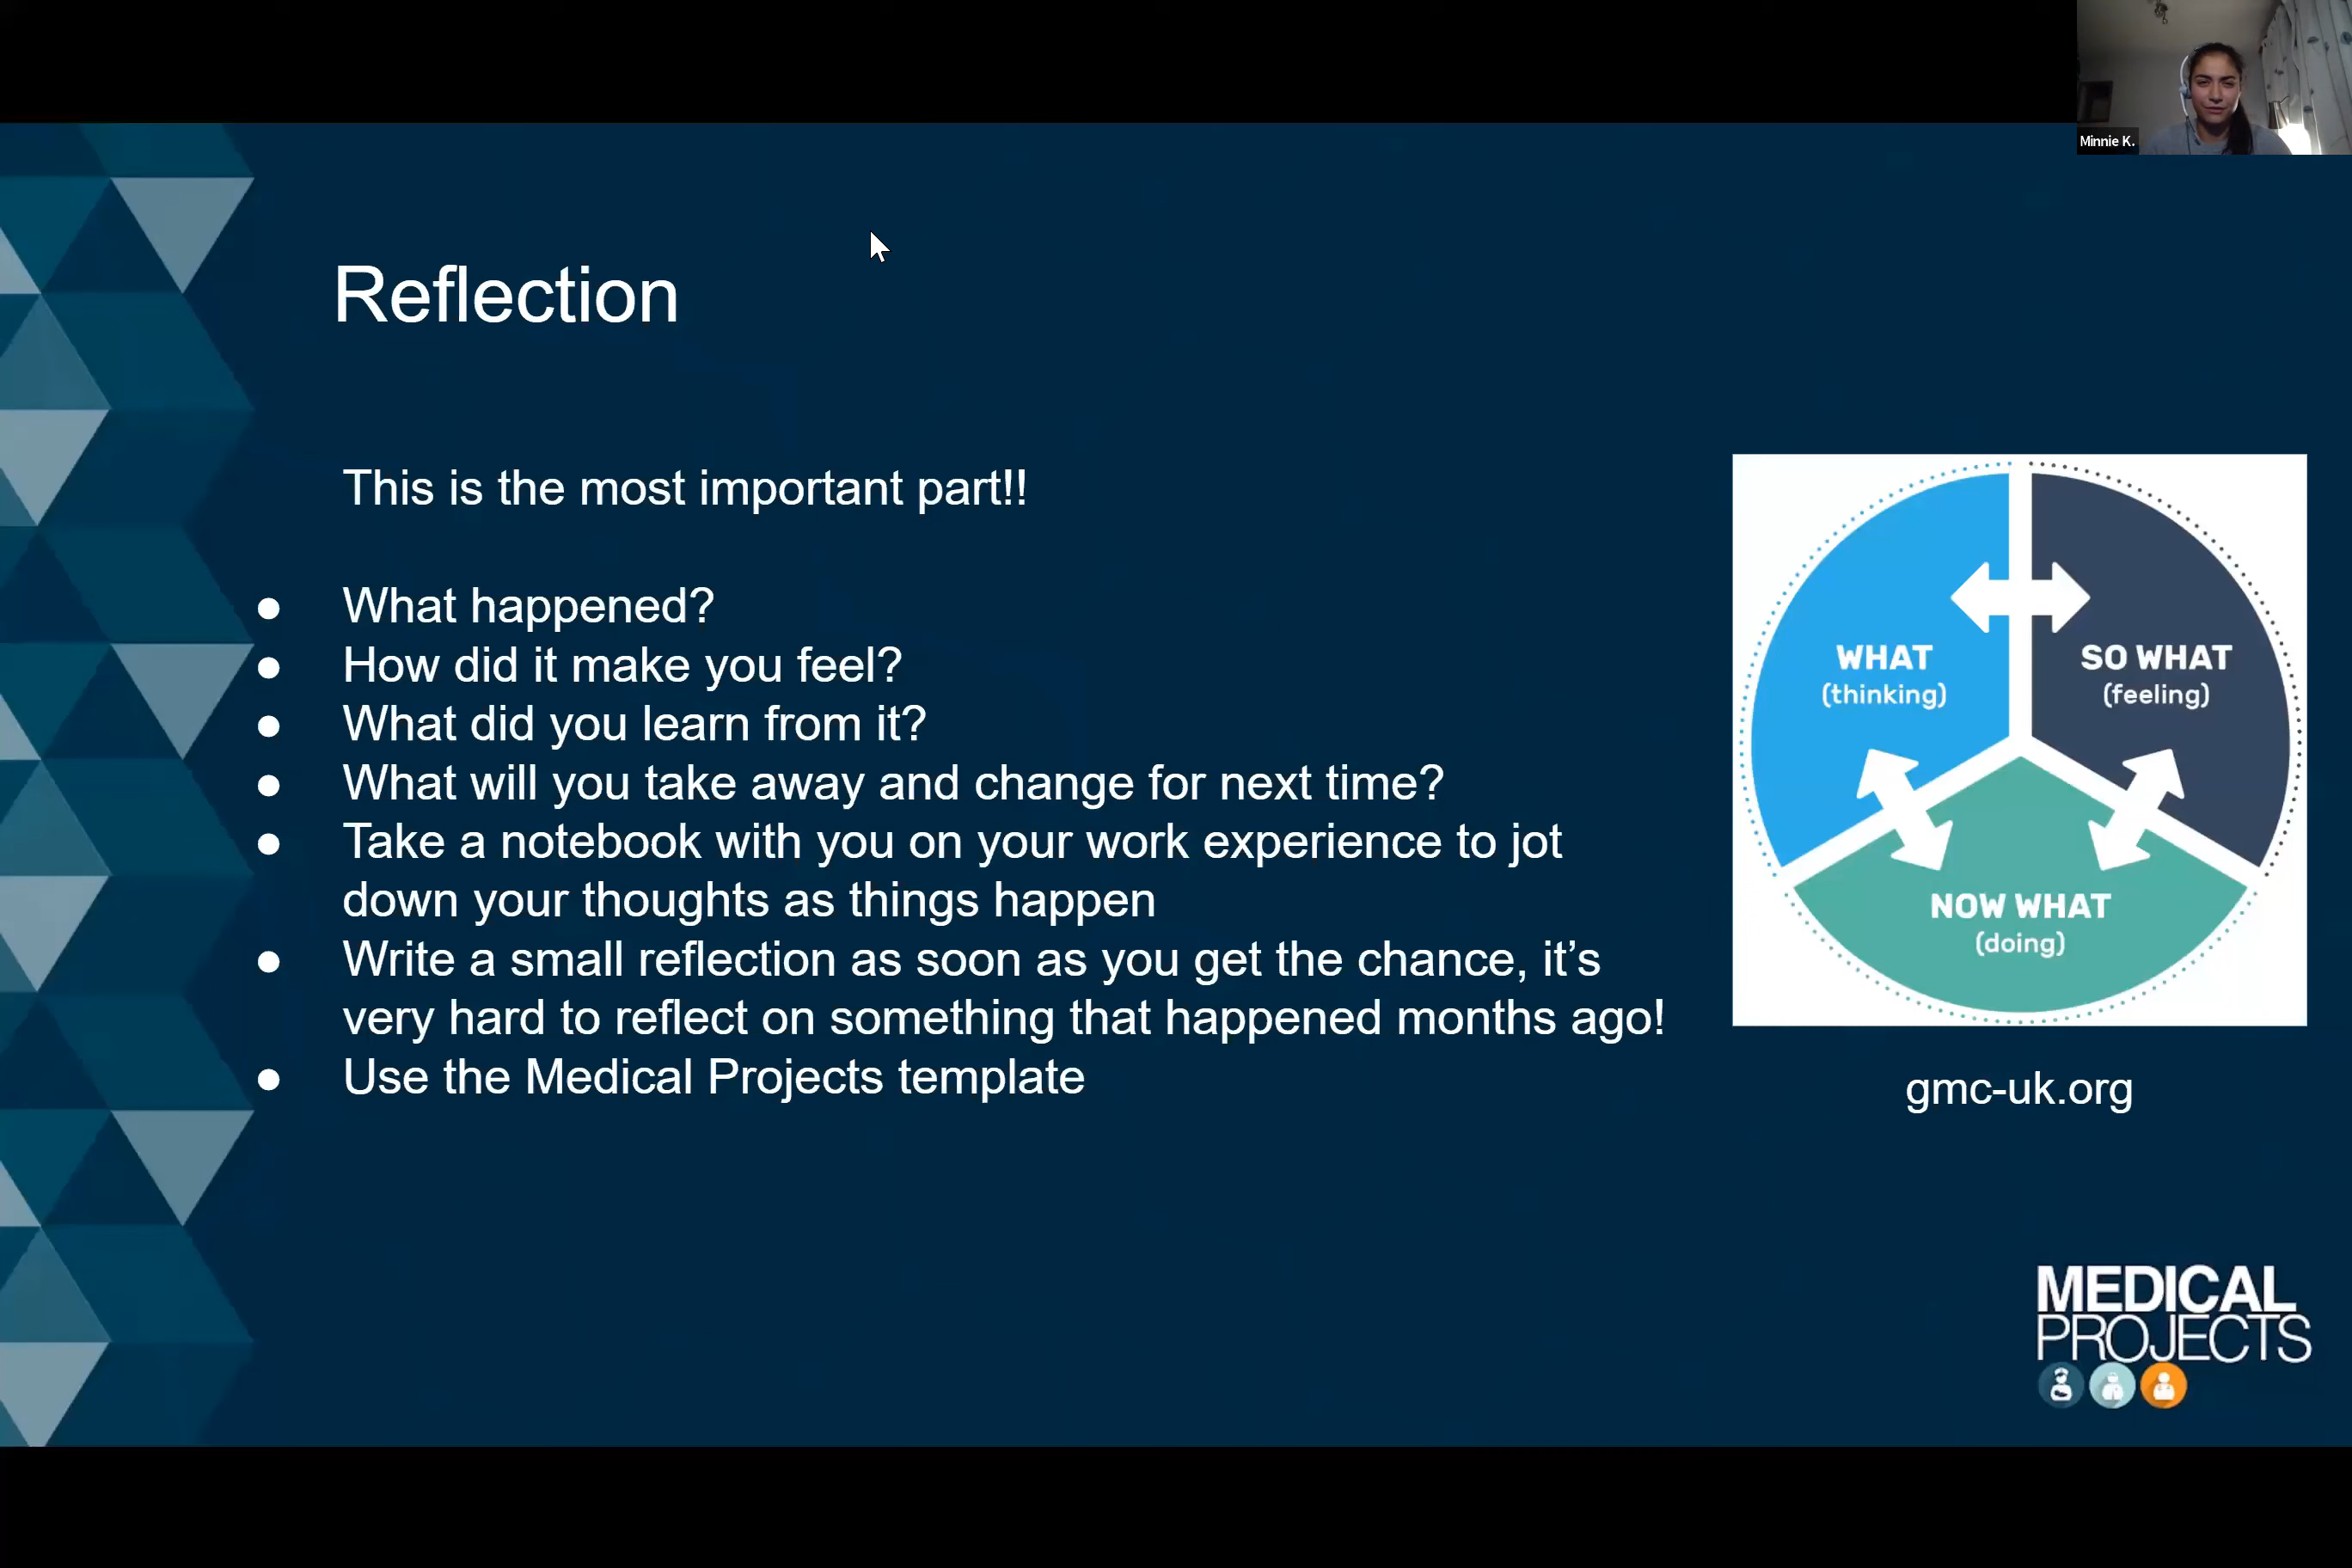 Minnie K.
Reflection
This is the most important part!!
● What happened?
● How did it make you feel?
● What did you learn from it?
● What will you take away and change for next time?
● Take a notebook with you on your work experience to jot
down your thoughts as things happen
● Write a small reflection as soon as you get the chance, it’s
very hard to reflect on something that happened months ago!
● Use the Medical Projects template
WHAT
(thinking)
SO WHAT
(feeling)
NOW WHAT
(doing)
gmc-uk.org
MEDICAL
PROJECTS